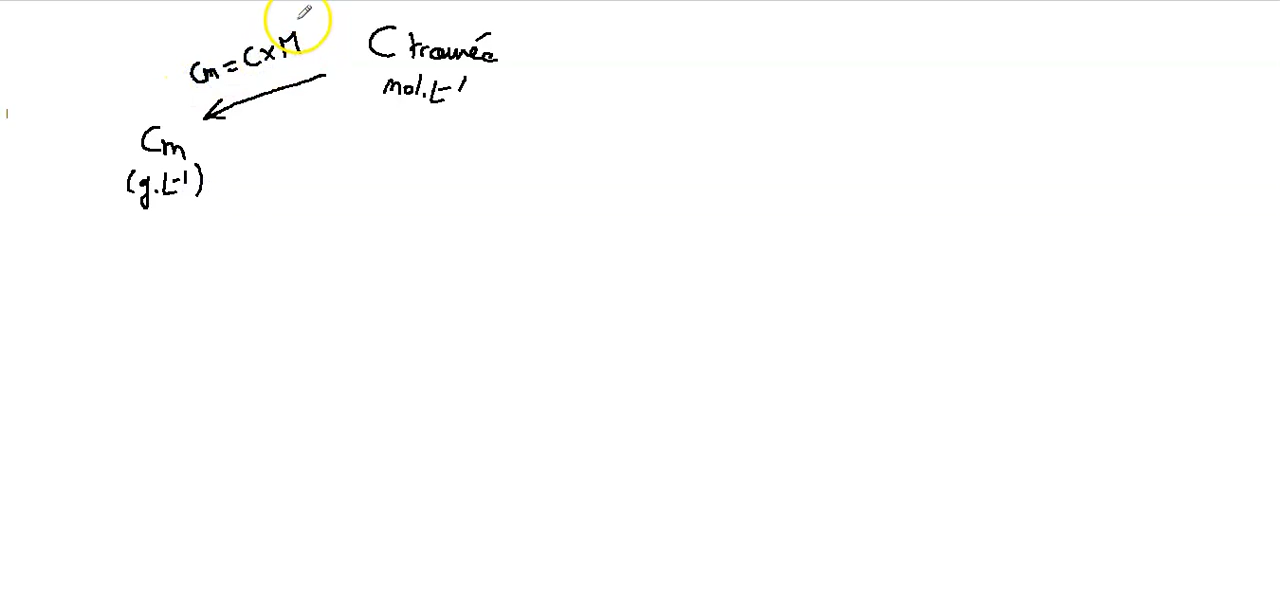 Cm = C x M
C trouvée
mol.L-1
Cm
(g.L-1)